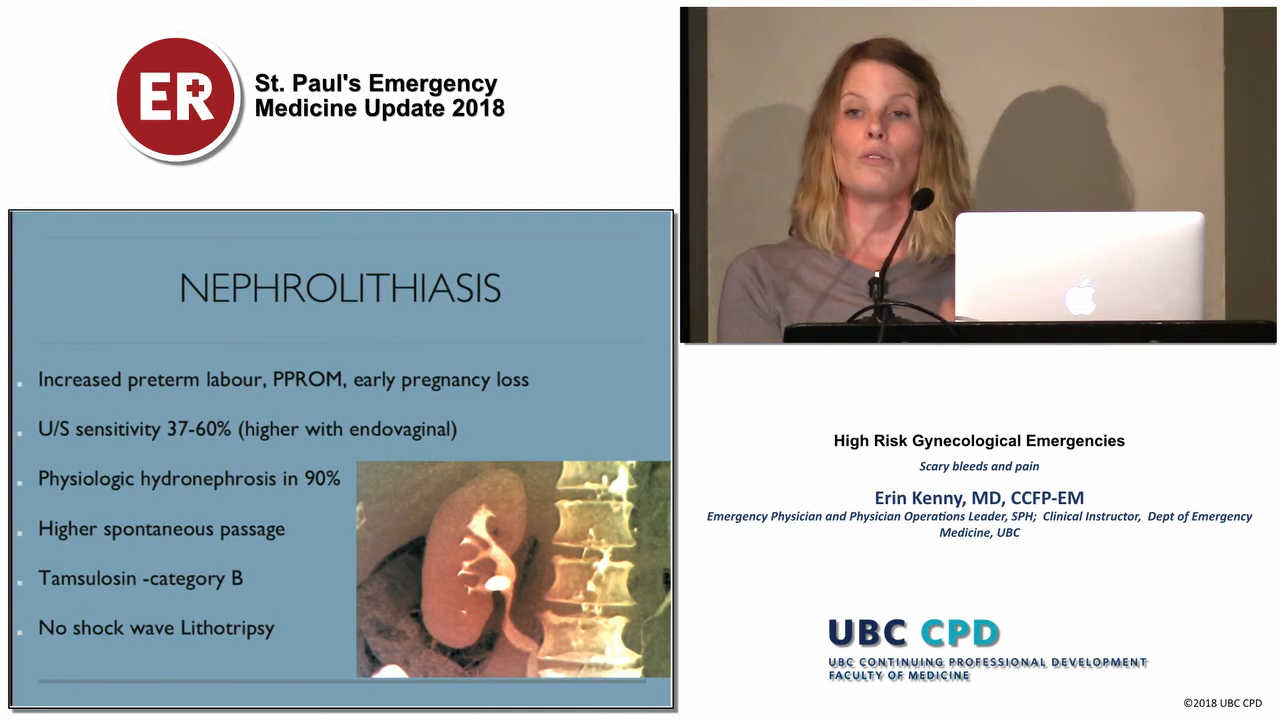 ER
St. Paul's Emergency
Medicine Update 2018
NEPHROLITHIASIS
Increased preterm labour, PPROM, early pregnancy loss
U/S sensitivity 37-60% (higher with endovaginal)
Physiologic hydronephrosis in 90%
Higher spontaneous passage
Tamsulosin -category B
No shock wave Lithotripsy
High Risk Gynecological Emergencies
Scary bleeds and pain
Erin Kenny, MD, CCFP-EM
Emergency Physician and Physician Operations Leader, SPH; Clinical Instructor, Dept of Emergency
Medicine, UBC
UBC CPD
UBC CONTINUING PROFESSIONAL DEVELOPMENT
FACULTY OF MEDICINE
©2018 UBC CPD